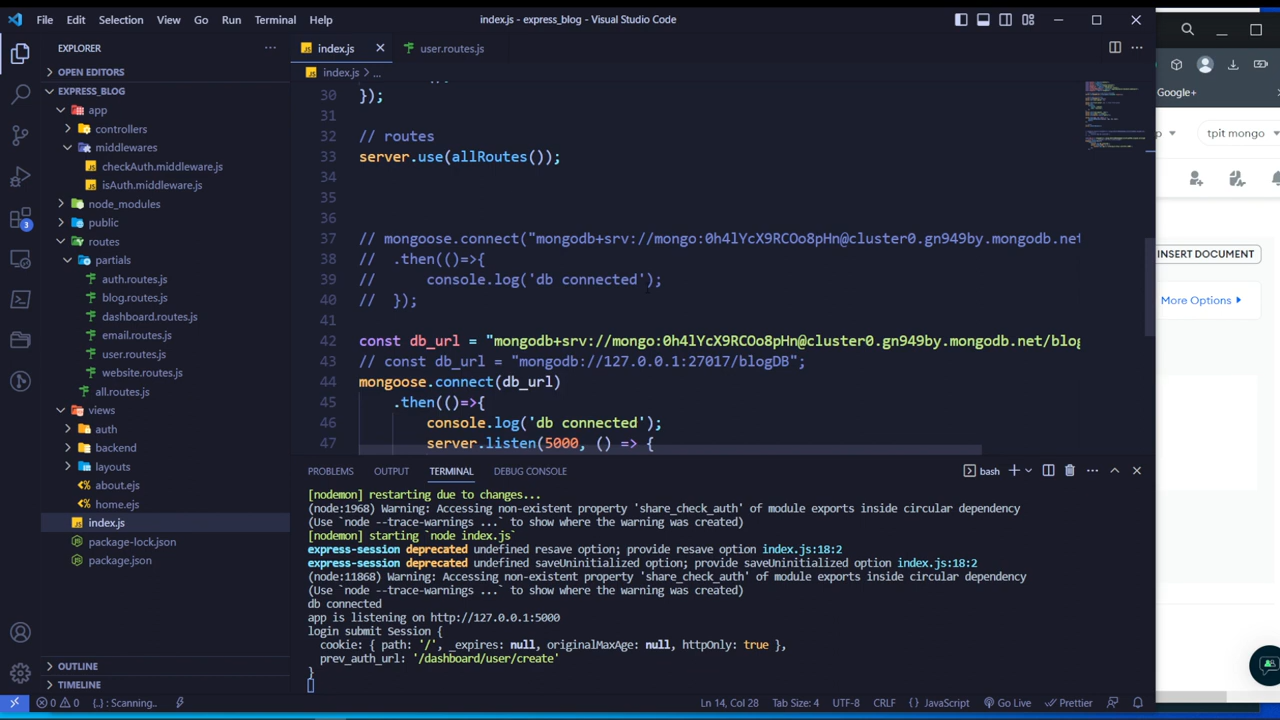 File Edit Selection View Go Run Terminal Help index.js - express_blog - Visual Studio Code
EXPLORER
index.js
user.routes.js
index.js > ...
OPEN EDITORS
EXPRESS_BLOG
app
controllers
middlewares
checkAuth.middleware.js
isAuth.middleware.js
node_modules
public
routes
partials
auth.routes.js
blog.routes.js
dashboard.routes.js
email.routes.js
user.routes.js
website.routes.js
all.routes.js
views
auth
backend
layouts
about.ejs
home.ejs
index.js
package-lock.json
package.json
OUTLINE
TIMELINE
3
30
31 });
31
32 // routes
33 server.use(allRoutes());
34
35
36
37 // mongoose.connect("mongodb+srv://mongo:0h4lYcX9RCOo8pHn@cluster0.gn949by.mongodb.net
38 // .then(()=>{
39 // console.log('db connected');
40 // });
41
42 const db_url = "mongodb+srv://mongo:0h4lYcX9RCOo8pHn@cluster0.gn949by.mongodb.net/blog
43 // const db_url = "mongodb://127.0.0.1:27017/blogDB";
44 mongoose.connect(db_url)
45 .then(()=>{
46 console.log('db connected');
47 server.listen(5000, () => {
PROBLEMS OUTPUT TERMINAL DEBUG CONSOLE
bash
[nodemon] restarting due to changes...
(node:1968) Warning: Accessing non-existent property 'share_check_auth' of module exports inside circular dependency
(Use `node --trace-warnings ...` to show where the warning was created)
[nodemon] starting `node index.js`
express-session deprecated undefined resave option; provide resave option index.js:18:2
express-session deprecated undefined saveUninitialized option; provide saveUninitialized option index.js:18:2
(node:11868) Warning: Accessing non-existent property 'share_check_auth' of module exports inside circular dependency
(Use `node --trace-warnings ...` to show where the warning was created)
db connected
app is listening on http://127.0.0.1:5000
login submit Session {
cookie: { path: '/', _expires: null, originalMaxAge: null, httpOnly: true },
prev_auth_url: '/dashboard/user/create'
}
0 0 {..} : Scanning.. Ln 14, Col 28 Tab Size: 4 UTF-8 CRLF {} JavaScript Go Live Prettier
Google+
p tpit mongo
INSERT DOCUMENT
More Options